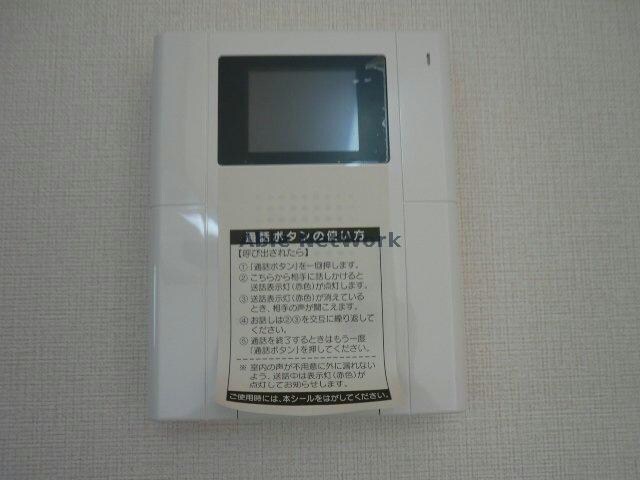 通話ボタンの使い方
Able Network
【呼び出されたら】
①「通話ボタン」を一回押します。
② こちらから相手に話しかけると
送話表示灯(赤色)が点灯します。
③ 送話表示灯(赤色)が消えている
とき、相手の声が聞こえます。
④ お話しは②③を交互に繰り返して
ください。
⑤ 通話を終了するときはもう一度
「通話ボタン」を押してください。
※ 室内の声が不用意に外に漏れない
よう、送話中は表示灯(赤色)が
点灯してお知らせします。
ご使用時には、本シールをはがしてください。